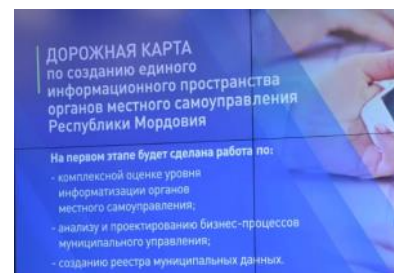 ДОРОЖНАЯ КАРТА
по созданию единого
информационного пространства
органов местного самоуправления
Республики Мордовия
На первом этапе будет сделана работа по:
- комплексной оценке уровня
информатизации органов
местного самоуправления;
- анализу и проектированию бизнес-процессов
муниципального управления;
- созданию реестра муниципальных данных.